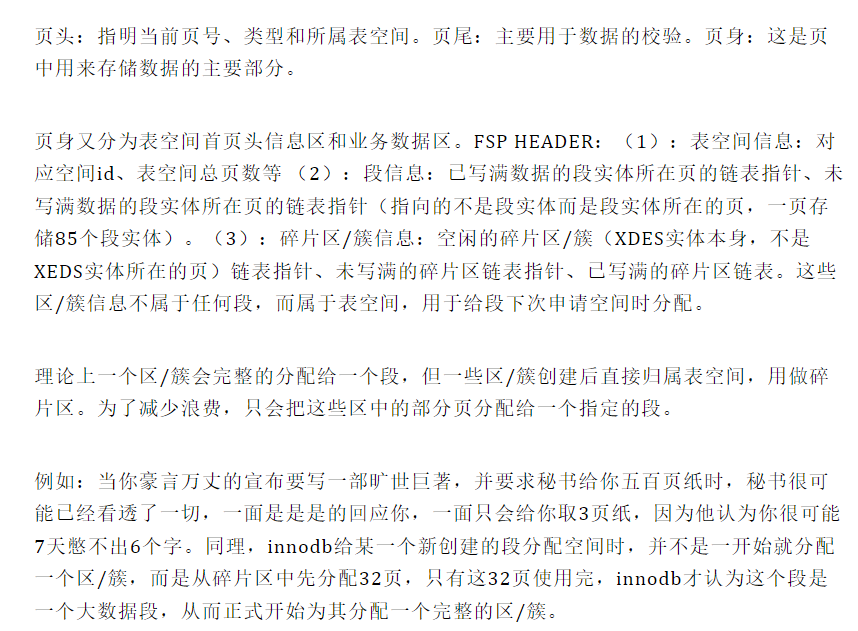 页头：指明当前页号、类型和所属表空间。页尾：主要用于数据的校验。页身：这是页
中用来存储数据的主要部分。
页身又分为表空间首页头信息区和业务数据区。FSP HEADER：（1）：表空间信息：对
应空间id、表空间总页数等 （2）：段信息：已写满数据的段实体所在页的链表指针、未
写满数据的段实体所在页的链表指针（指向的不是段实体而是段实体所在的页，一页存
储85个段实体）。（3）：碎片区/簇信息：空闲的碎片区/簇（XDES实体本身，不是
XEDS实体所在的页）链表指针、未写满的碎片区链表指针、已写满的碎片区链表。这些
区/簇信息不属于任何段，而属于表空间，用于给段下次申请空间时分配。
理论上一个区/簇会完整的分配给一个段，但一些区/簇创建后直接归属表空间，用做碎
片区。为了减少浪费，只会把这些区中的部分页分配给一个指定的段。
例如：当你豪言万丈的宣布要写一部旷世巨著，并要求秘书给你五百页纸时，秘书很可
能已经看透了一切，一面是是是的回应你，一面只会给你取3页纸，因为他认为你很可能
7天憋不出6个字。同理，innodb给某一个新创建的段分配空间时，并不是一开始就分配
一个区/簇，而是从碎片区中先分配32页，只有这32页使用完，innodb才认为这个段是
一个大数据段，从而正式开始为其分配一个完整的区/簇。